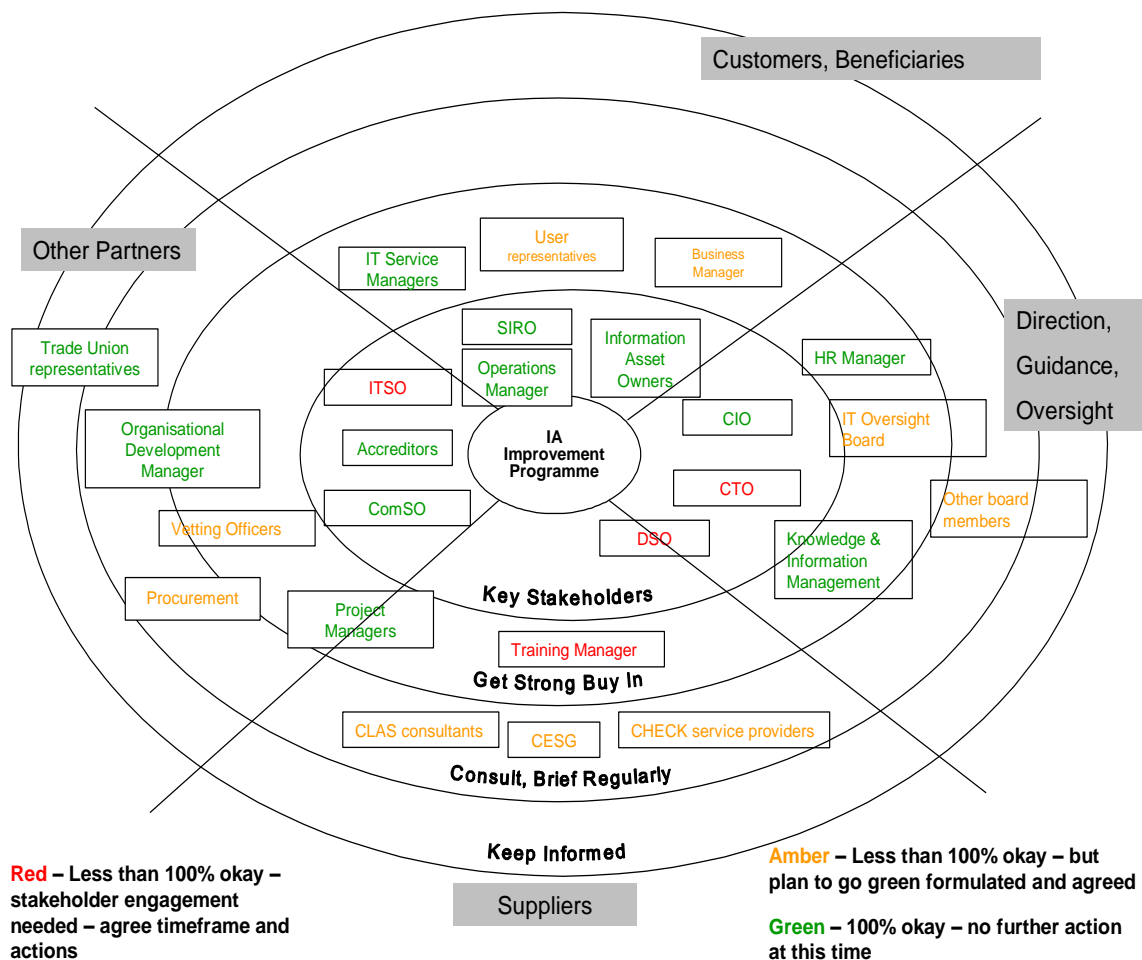 Customers, Beneficiaries
Other Partners
User
representatives
IT Service
Managers
Business
Manager
Direction,
Guidance,
Oversight
SIRO
Information
Asset
Owners
Trade Union
representatives
HR Manager
Operations
Manager
ITSO
CIO
IT Oversight
Board
Organisational
Development
Manager
Accreditors
IA
Improvement
Programme
CTO
Other board
members
ComSO
Vetting Officers
DSO
Knowledge &
Information
Management
Procurement
Key Stakeholders
Project
Managers
Training Manager
Get Strong Buy In
CLAS consultants
CESG
CHECK service providers
Consult, Brief Regularly
Keep Informed
Red – Less than 100% okay –
stakeholder engagement
needed – agree timeframe and
actions
Suppliers
Amber – Less than 100% okay – but
plan to go green formulated and agreed
Green – 100% okay – no further action
at this time